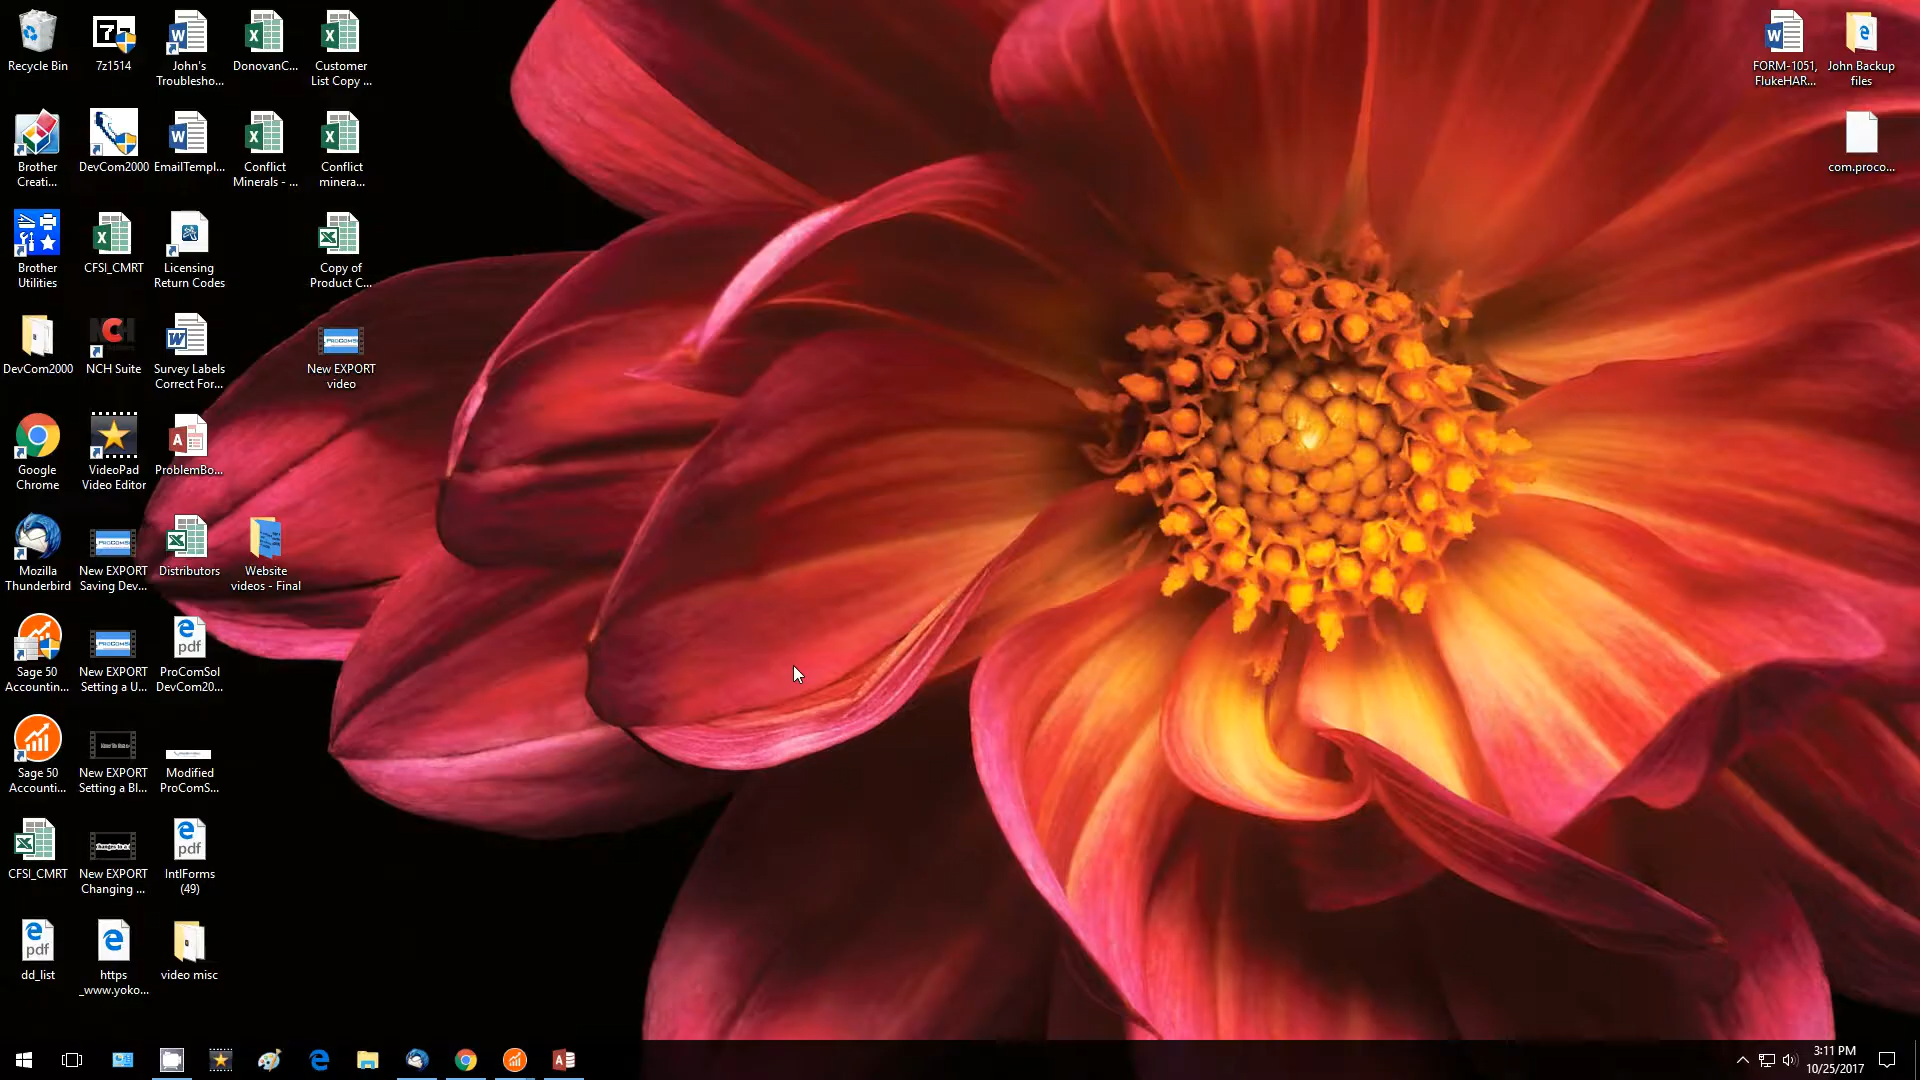 Recycle Bin
7z1514
John's
Troublesho...
DonovanC...
Customer
List Copy ...
FORM-1051,
FlukeHAR...
John Backup
files
Brother
Creati...
DevCom2000
EmailTempl...
Conflict
Minerals - ...
Conflict
minera...
com.proco...
Brother
Utilities
CFSI_CMRT
Licensing
Return Codes
Copy of
Product C...
DevCom2000
NCH
NCH Suite
Survey Labels
Correct For...
New EXPORT
video
Google
Chrome
VideoPad
Video Editor
ProblemBo...
Mozilla
Thunderbird
New EXPORT
Saving Dev...
Distributors
Website
videos - Final
Sage 50
Accountin...
New EXPORT
Setting a U...
pdf
ProComSol
DevCom20...
Sage 50
Accounti...
New EXPORT
Setting a Bl...
Modified
ProComS...
CFSI_CMRT
New EXPORT
Changing ...
pdf
IntlForms
(49)
pdf
dd_list
https
_www.yoko...
video misc
3:11 PM
10/25/2017